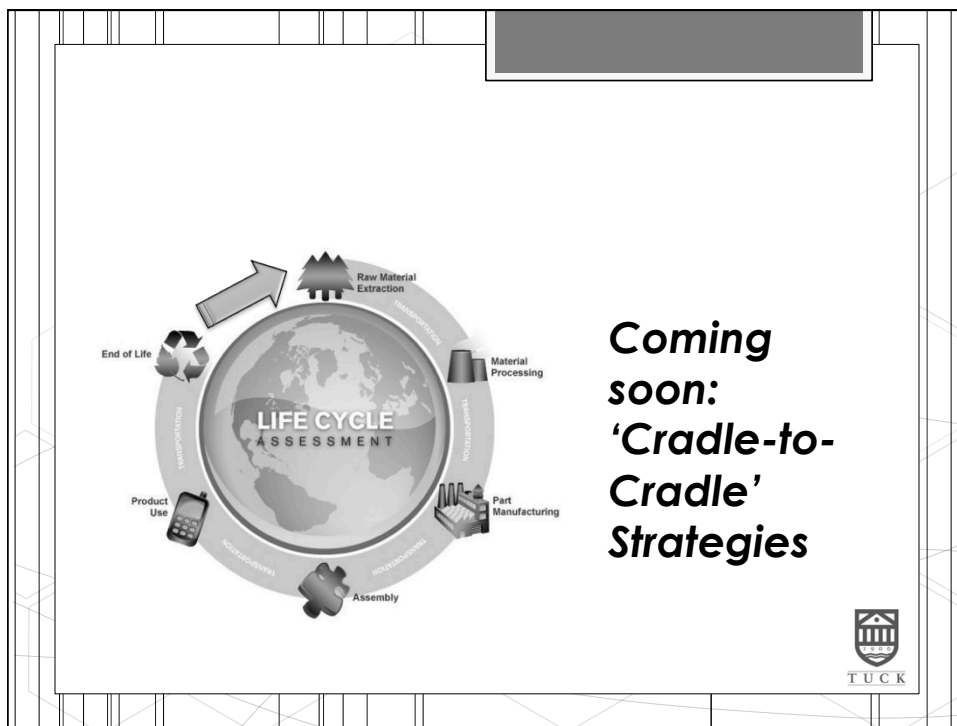 Raw Material
Extraction
TRANSPORTATION
Material
Processing
TRANSPORTATION
Part
Manufacturing
TRANSPORTATION
Assembly
TRANSPORTATION
Product
Use
TRANSPORTATION
End of Life
LIFE CYCLE
ASSESSMENT
Coming
soon:
‘Cradle-to-
Cradle’
Strategies
1900
TUCK